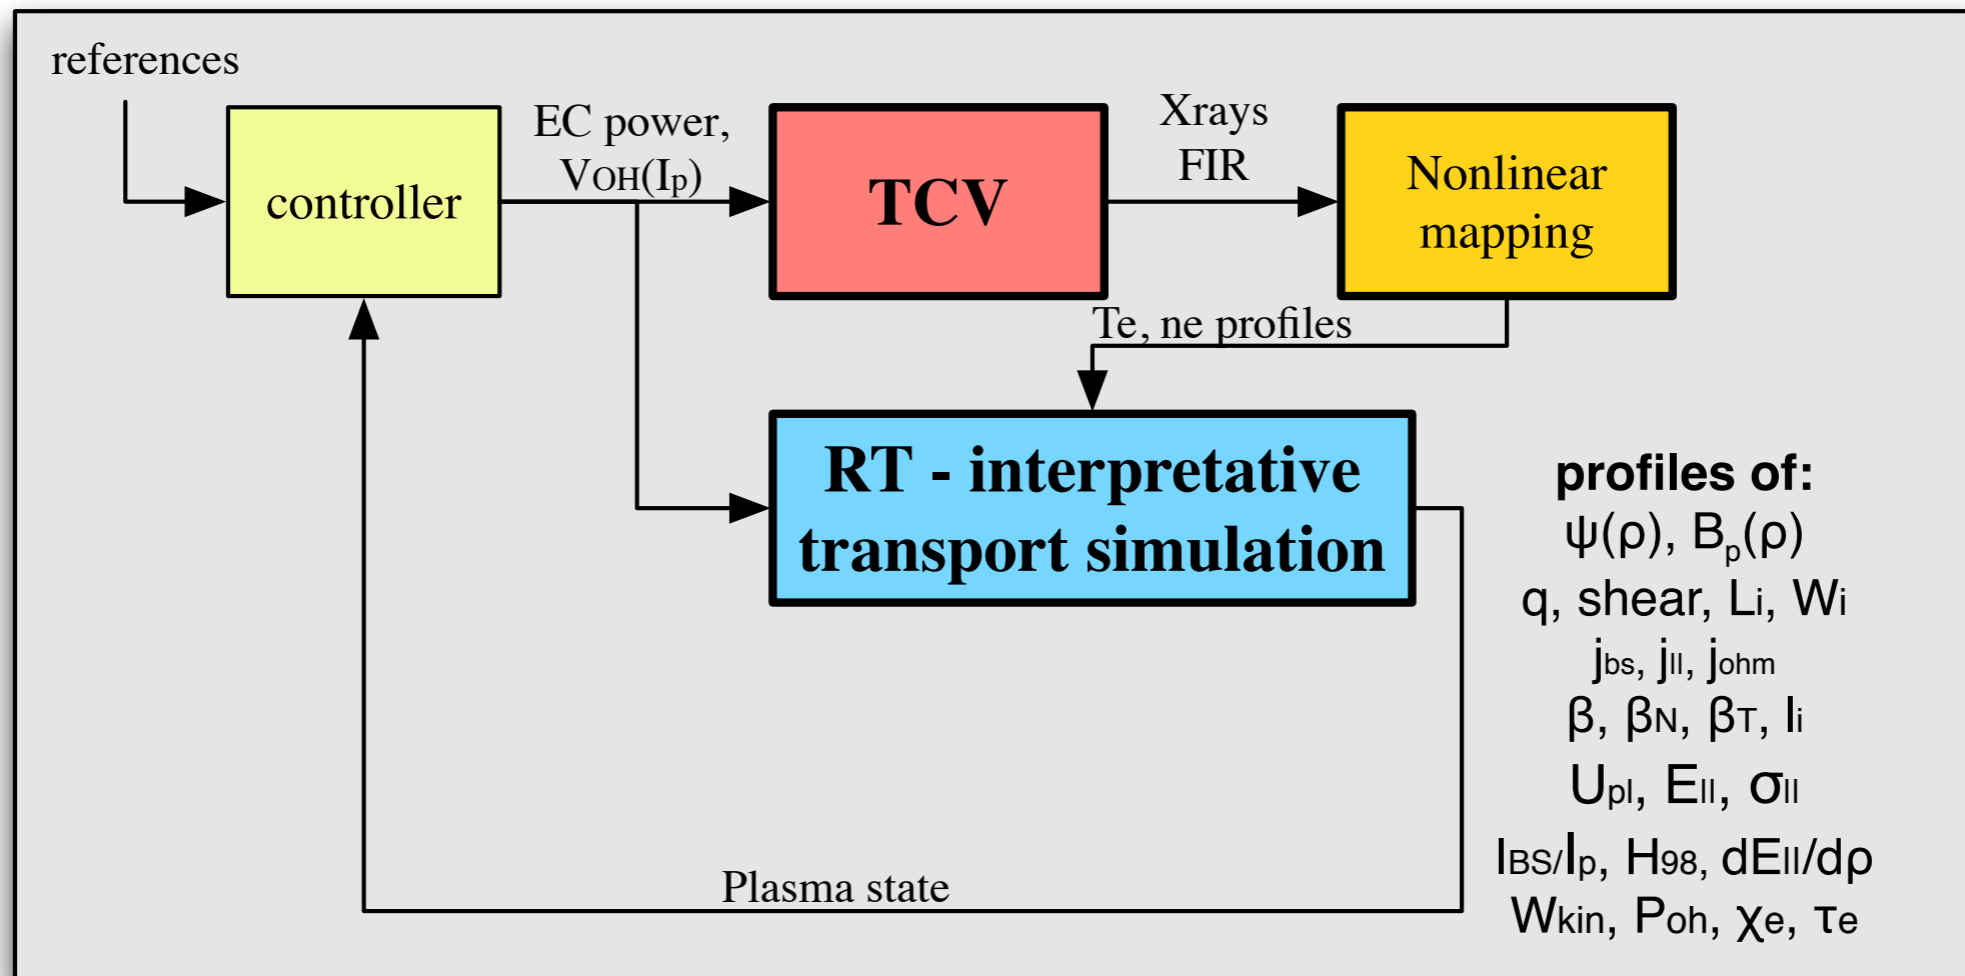 references
controller
EC power,
VOH(Ip)
TCV
Xrays
FIR
Nonlinear
mapping
Te, ne profiles
RT - interpretative
transport simulation
Plasma state
profiles of:
ψ(ρ), Bp(ρ)
q, shear, Li, Wi
jbs, jll, johm
β, βN, βT, li
Upl, Ell, σll
IBS/Ip, H98, dEll/dρ
Wkin, Poh, χe, τe